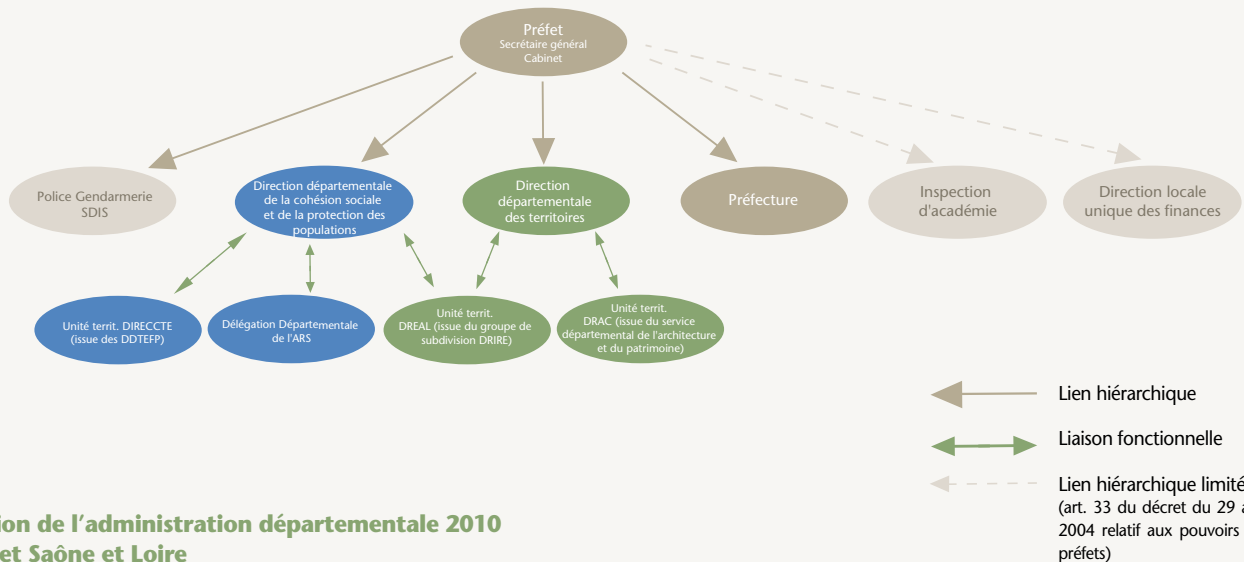 Préfet
Secrétaire général
Cabinet
Police Gendarmerie
SDIS
Direction départementale
de la cohésion sociale
et de la protection des
populations
Direction
départementale
des territoires
Préfecture
Inspection
d'académie
Direction locale
unique des finances
Unité territ. DIRECCTE
(issue des DDTEFP)
Délégation Départementale
de l'ARS
Unité territ.
DREAL (issue du groupe de
subdivision DRIRE)
Unité territ.
DRAC (issue du service
départemental de l'architecture
et du patrimoine)
Lien hiérarchique
Liaison fonctionnelle
Lien hiérarchique limité
(art. 33 du décret du 29 a
2004 relatif aux pouvoirs
préfets)
ion de l'administration départementale 2010
et Saône et Loire